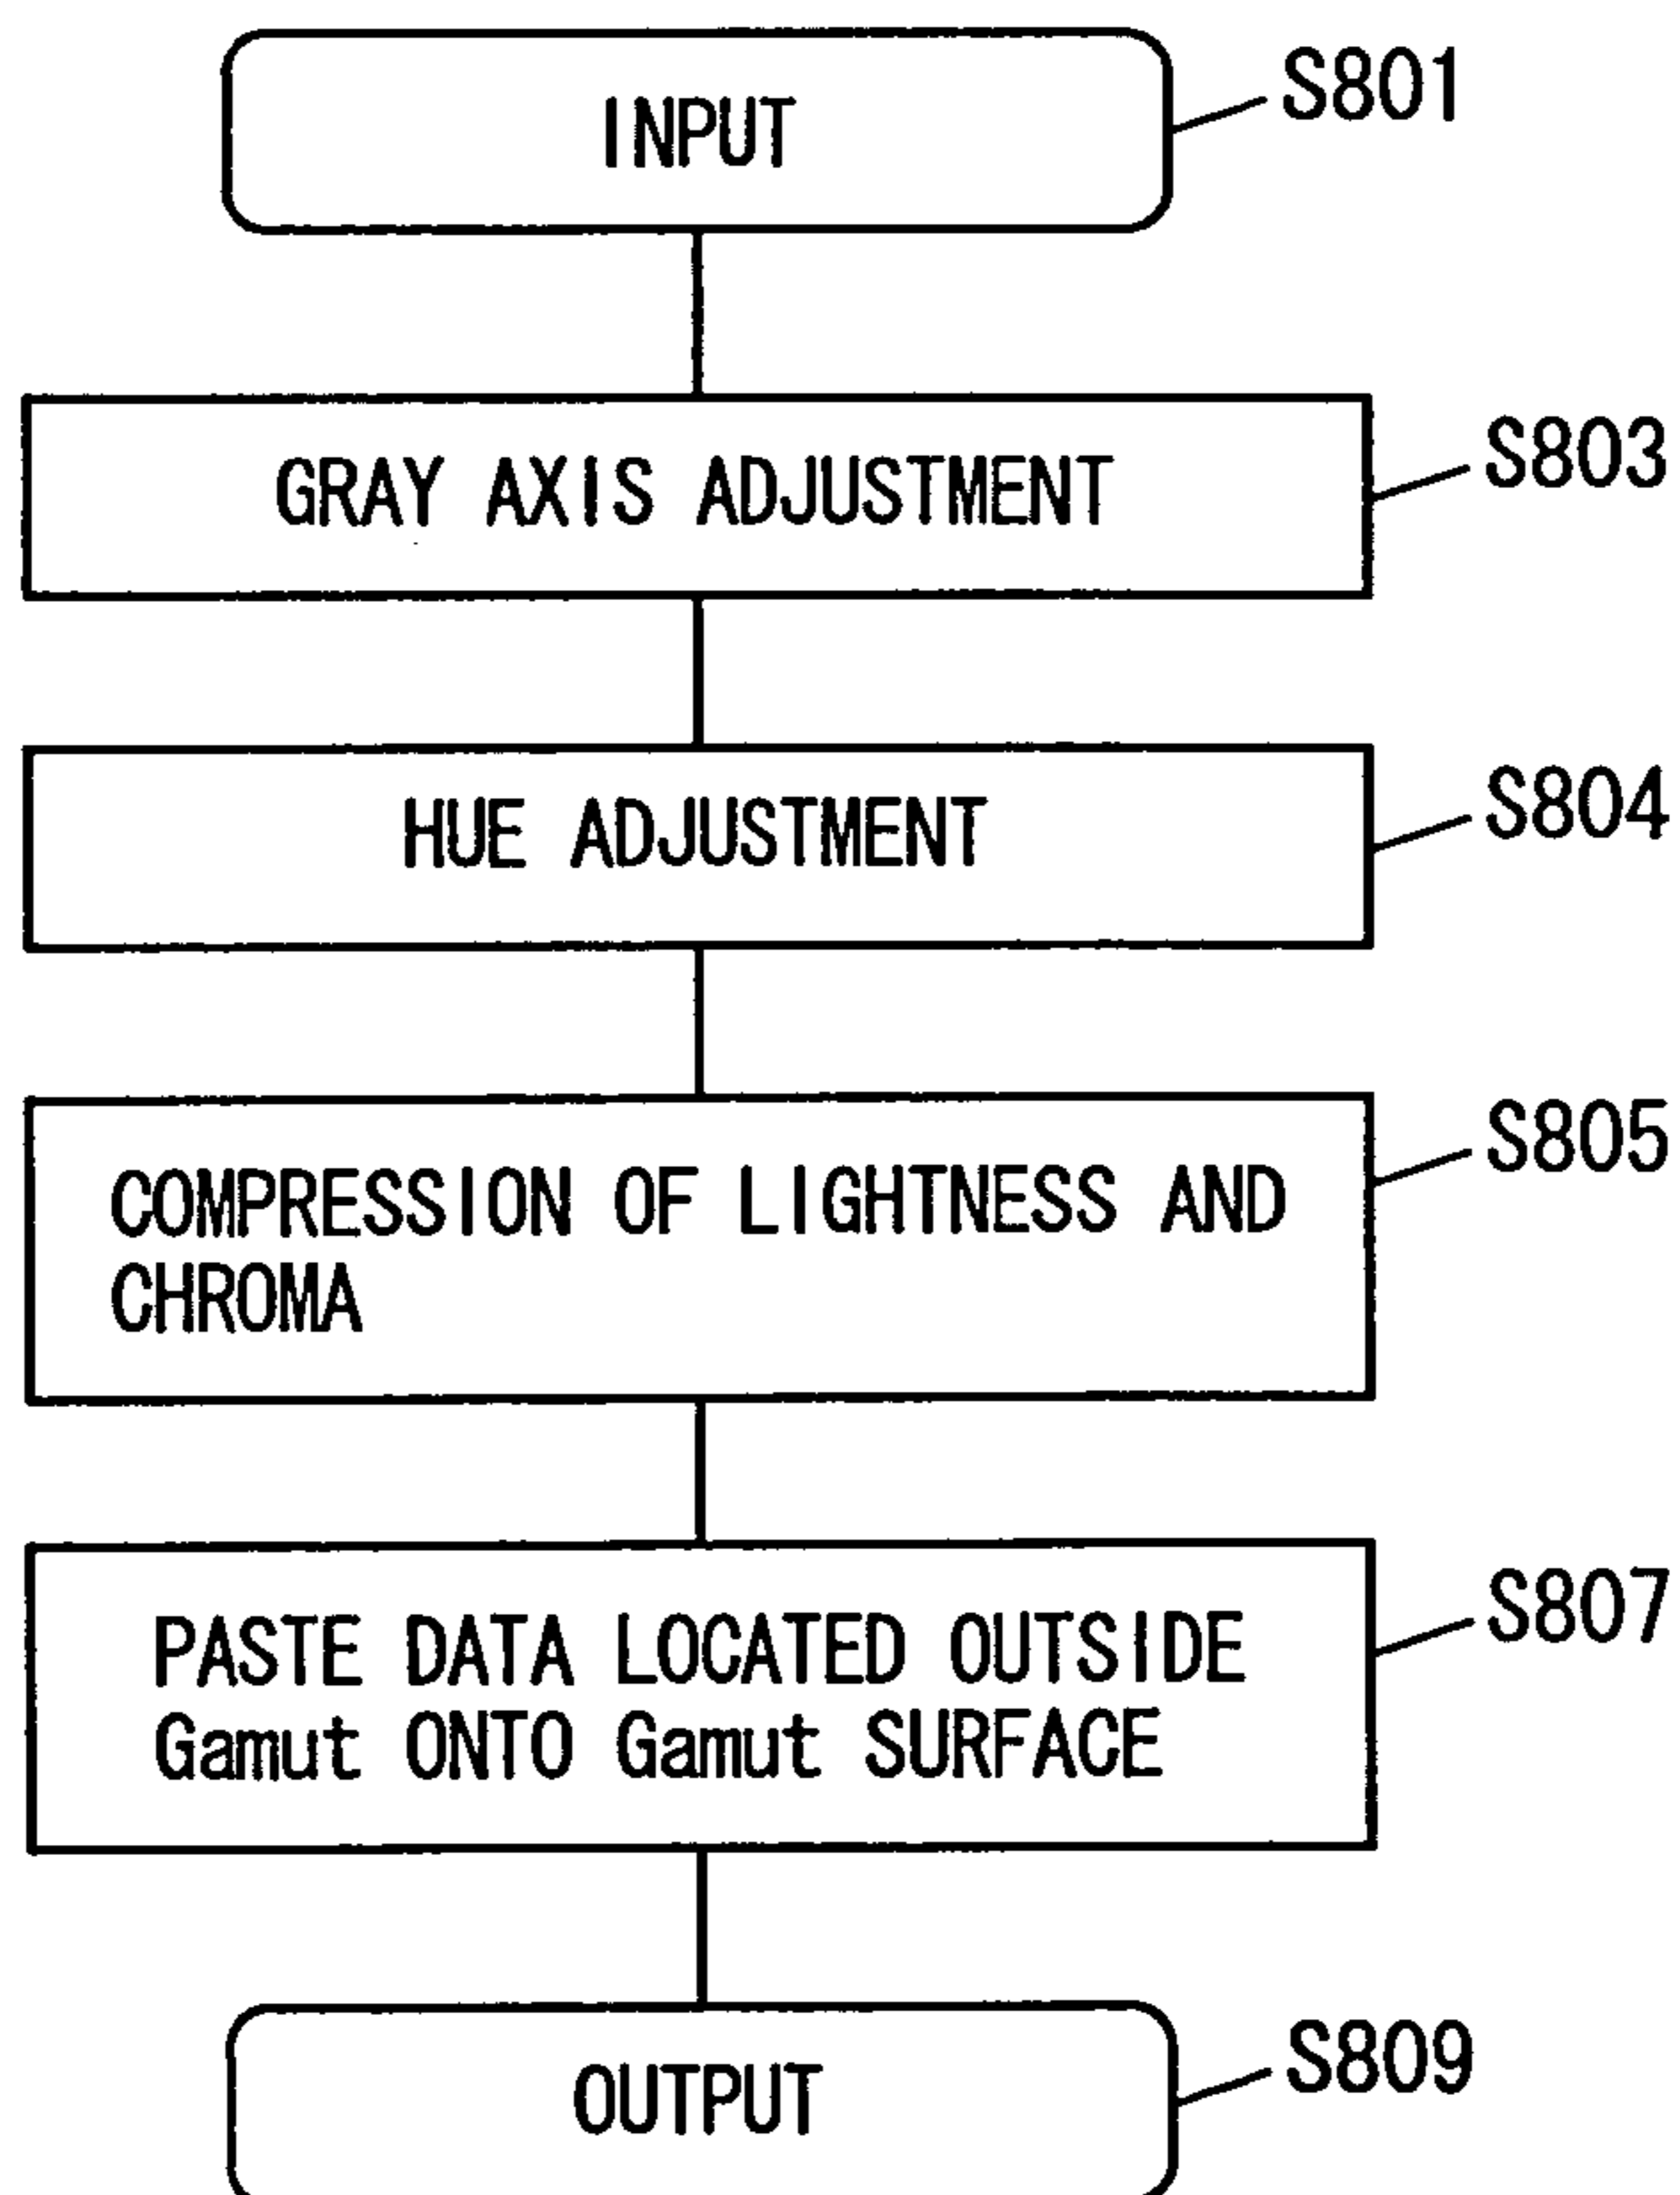 INPUT
S801
GRAY AXIS ADJUSTMENT
S803
HUE ADJUSTMENT
S804
COMPRESSION OF LIGHTNESS AND
CHROMA
S805
PASTE DATA LOCATED OUTSIDE
Gamut ONTO Gamut SURFACE
S807
OUTPUT
S809